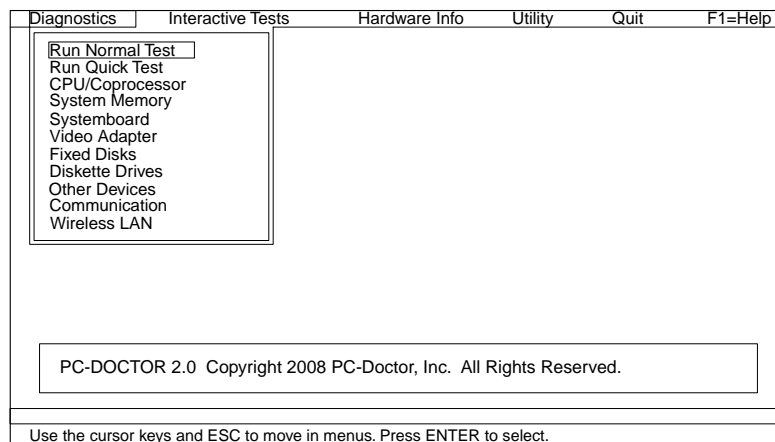 Diagnostics Interactive Tests Hardware Info Utility Quit F1=Help
Run Normal Test
Run Quick Test
CPU/Coprocessor
System Memory
Systemboard
Video Adapter
Fixed Disks
Diskette Drives
Other Devices
Communication
Wireless LAN
PC-DOCTOR 2.0 Copyright 2008 PC-Doctor, Inc. All Rights Reserved.
Use the cursor keys and ESC to move in menus. Press ENTER to select.